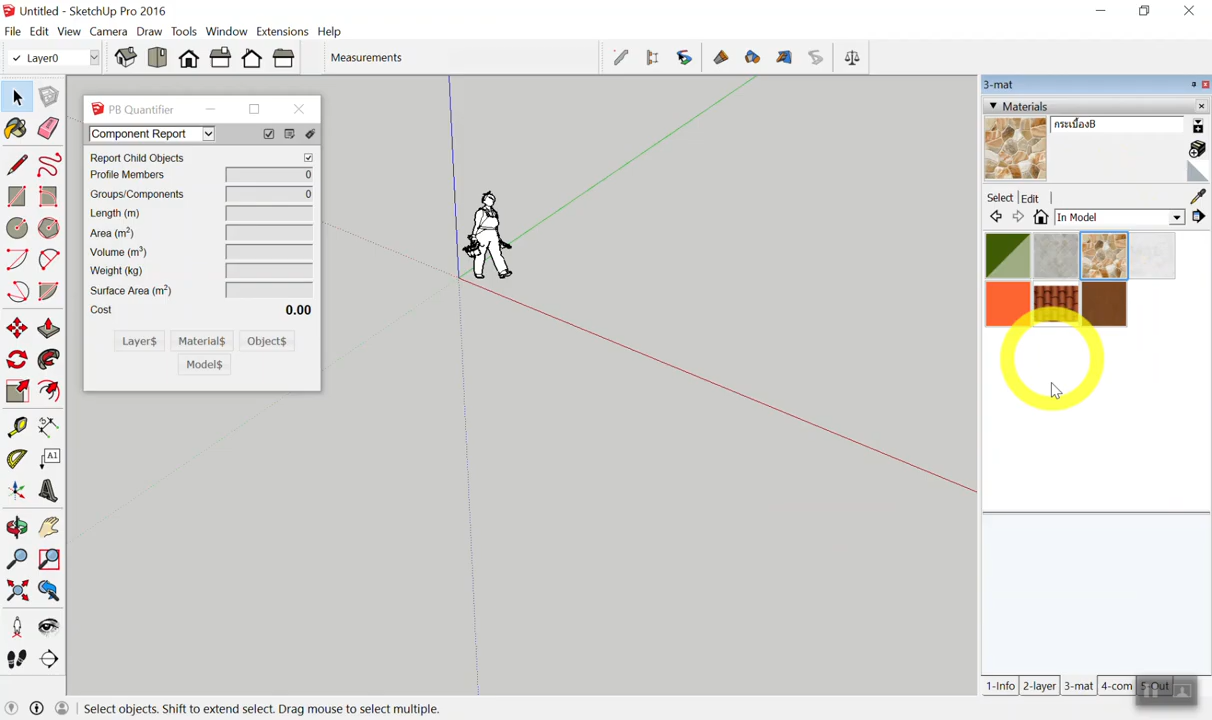 Untitled - SketchUp Pro 2016
File Edit View Camera Draw Tools Window Extensions Help
Layer0
Measurements
PB Quantifier
Component Report
Report Child Objects
Profile Members 0
Groups/Components 0
Length (m)
Area (m²)
Volume (m³)
Weight (kg)
Surface Area (m²)
Cost 0.00
Layer$ Material$ Object$
Model$
A1
3-mat
Materials
กระเบื้องB
Select Edit
In Model
1-Info 2-layer 3-mat 4-com 5-Out
Select objects. Shift to extend select. Drag mouse to select multiple.